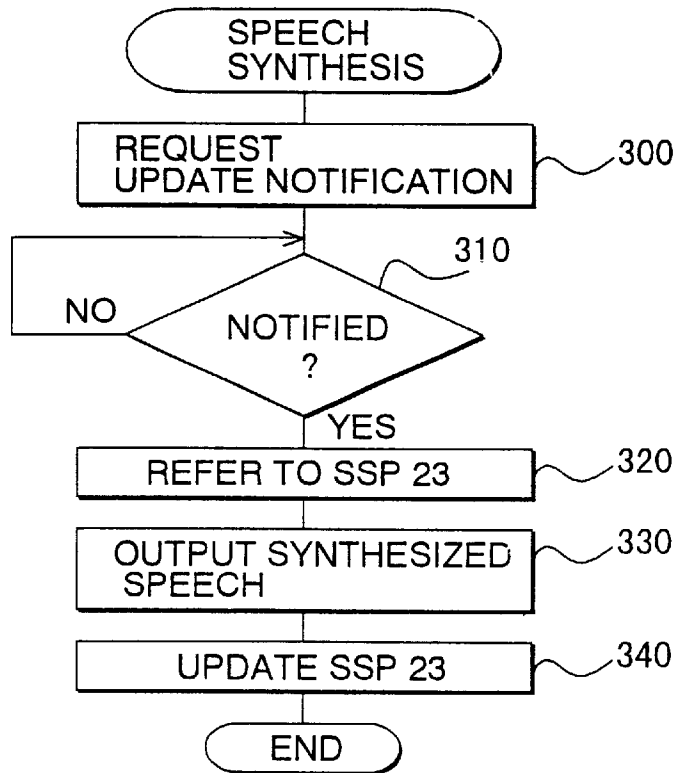 SPEECH
SYNTHESIS
REQUEST
UPDATE NOTIFICATION
300
310
NO
NOTIFIED
?
YES
REFER TO SSP 23
320
OUTPUT SYNTHESIZED
SPEECH
330
UPDATE SSP 23
340
END